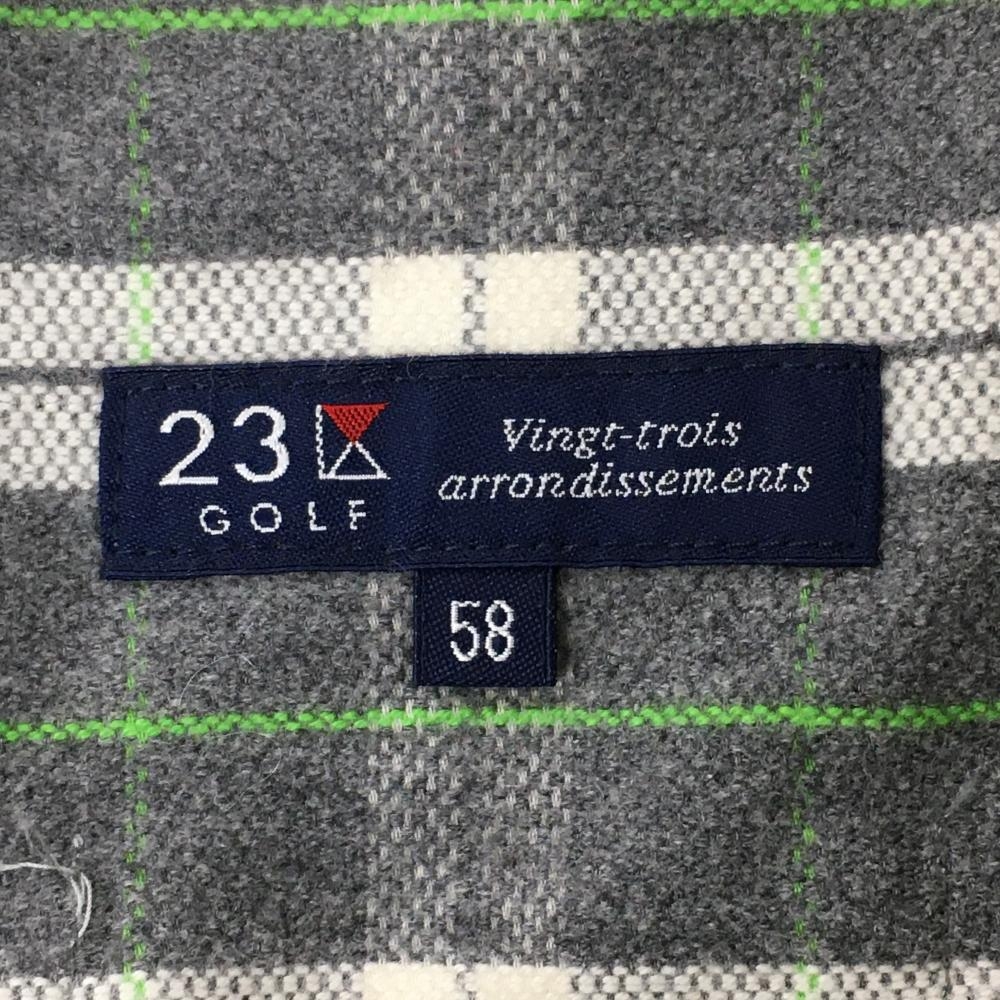 23
GOLF
Vingt-trois
arrondissements
58